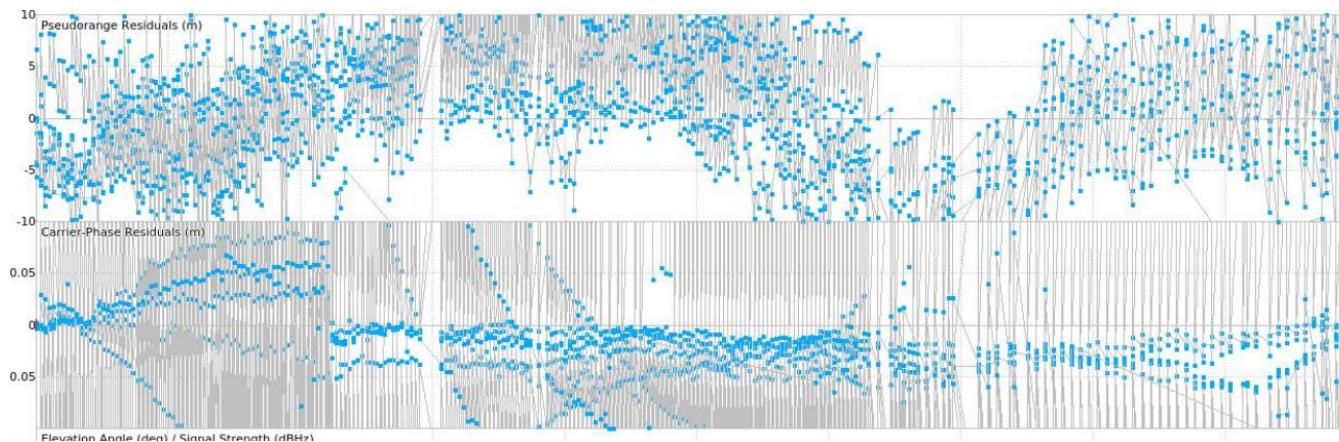 10
Pseudorange Residuals (m)
5
0
-5
-10
Carrier-Phase Residuals (m)
0.05
0
0.05
Elevation Angle (deg) / Signal Strength (dBHz)